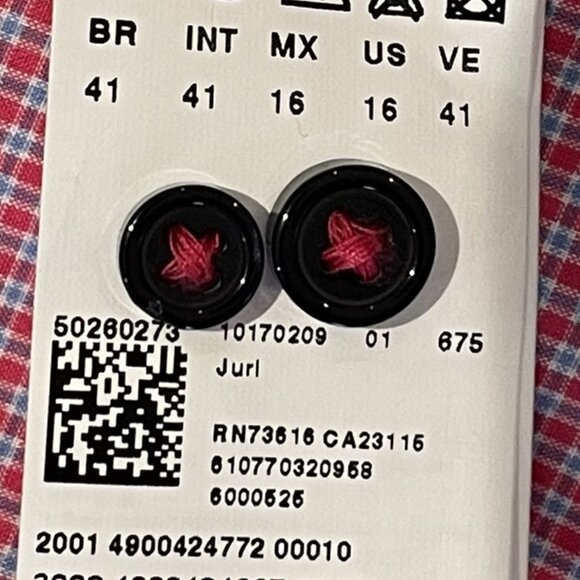 BR INT MX US VE
41 41 16 16 41
50260273 10170209 01 675
Jurl
RN73616 CA23115
610770320958
6000525
2001 4900424772 00010